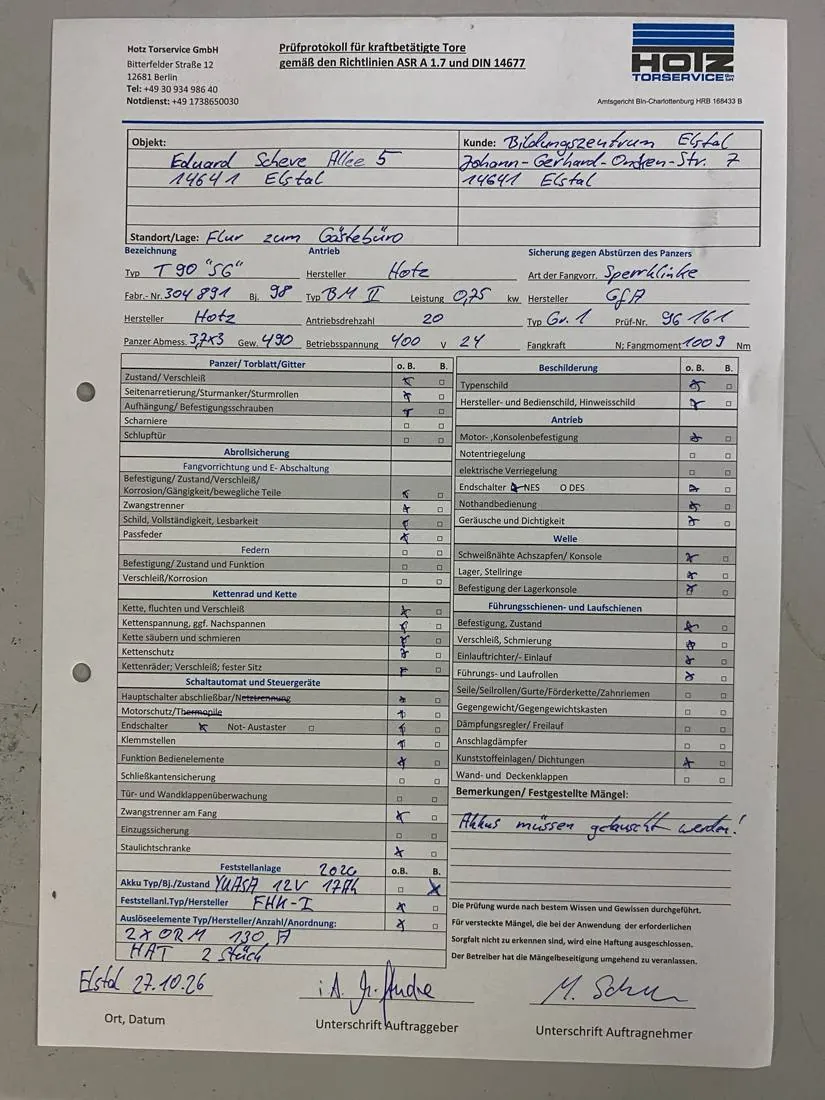 Hotz Torservice GmbH
Bitterfelder Straße 12
12681 Berlin
Tel: +49 30 934 986 40
Notdienst: +49 1738650030
Prüfprotokoll für kraftbetätigte Tore
gemäß den Richtlinien ASR A 1.7 und DIN 14677
HOTZ
TORSERVICE GmbH
Amtsgericht Bln-Charlottenburg HRB 168433 B
Objekt:
Eduard Scheve Allee 5
14641 Elstal
Kunde: Bildungszentrum Elstal
Johann-Gerhard-Oncken-Str. 7
14641 Elstal
Standort/Lage: Flur zum Gästebüro
Bezeichnung Antrieb Sicherung gegen Abstürzen des Panzers
Typ T 90 "SG" Hersteller Hotz Art der Fangvorr. Sperrklinke
Fabr.- Nr. 304 891 Bj. 98 Typ BM II Leistung 0,75 kw. Hersteller GfA
Hersteller Hotz Antriebsdrehzahl 20 Typ Gr. 1 Prüf-Nr. 96 161
Panzer Abmess. 3,7x3 Gew. 490 Betriebsspannung 400 V 24 Fangkraft N; Fangmoment 1009 Nm
Panzer/ Torblatt/Gitter o. B. B.
Zustand/ Verschleiß
Seitenarretierung/Sturmanker/Sturmrollen
Aufhängung/ Befestigungsschrauben
Scharniere
Schlupftür
Abrollsicherung
Fangvorrichtung und E- Abschaltung
Befestigung/ Zustand/Verschleiß/
Korrosion/Gängigkeit/bewegliche Teile
Zwangstrenner
Schild, Vollständigkeit, Lesbarkeit
Passfeder
Federn
Befestigung/ Zustand und Funktion
Verschleiß/Korrosion
Kettenrad und Kette
Kette, fluchten und Verschleiß
Kettenspannung, ggf. Nachspannen
Kette säubern und schmieren
Kettenschutz
Kettenräder; Verschleiß; fester Sitz
Schaltautomat und Steuergeräte
Hauptschalter abschließbar/Netztrennung
Motorschutz/Thermopile
Endschalter Not- Austaster
Klemmstellen
Funktion Bedienelemente
Schließkantensicherung
Tür- und Wandklappenüberwachung
Zwangstrenner am Fang
Einzugssicherung
Staulichtschranke
Feststellanlage 2020 o.B. B.
Akku Typ/Bj./Zustand YUASA 12V 17Ah
Feststellanl.Typ/Hersteller FHK-I
Auslöseelemente Typ/Hersteller/Anzahl/Anordnung:
2x ORM 130 A
HAT 2 Stück
Beschilderung o. B. B.
Typenschild
Hersteller- und Bedienschild, Hinweisschild
Antrieb
Motor- ,Konsolenbefestigung
Notentriegelung
elektrische Verriegelung
Endschalter NES O DES
Nothandbedienung
Geräusche und Dichtigkeit
Welle
Schweißnähte Achszapfen/ Konsole
Lager, Stellringe
Befestigung der Lagerkonsole
Führungsschienen- und Laufschienen
Befestigung, Zustand
Verschleiß, Schmierung
Einlauftrichter/- Einlauf
Führungs- und Laufrollen
Seile/Seilrollen/Gurte/Förderkette/Zahnriemen
Gegengewicht/Gegengewichtskasten
Dämpfungsregler/ Freilauf
Anschlagdämpfer
Kunststoffeinlagen/ Dichtungen
Wand- und Deckenklappen
Bemerkungen/ Festgestellte Mängel:
Akkus müssen getauscht werden!
Die Prüfung wurde nach bestem Wissen und Gewissen durchgeführt.
Für versteckte Mängel, die bei der Anwendung der erforderlichen
Sorgfalt nicht zu erkennen sind, wird eine Haftung ausgeschlossen.
Der Betreiber hat die Mängelbeseitigung umgehend zu veranlassen.
Elstal 27.10.26
i.A.
Ort, Datum
Unterschrift Auftraggeber
Unterschrift Auftragnehmer